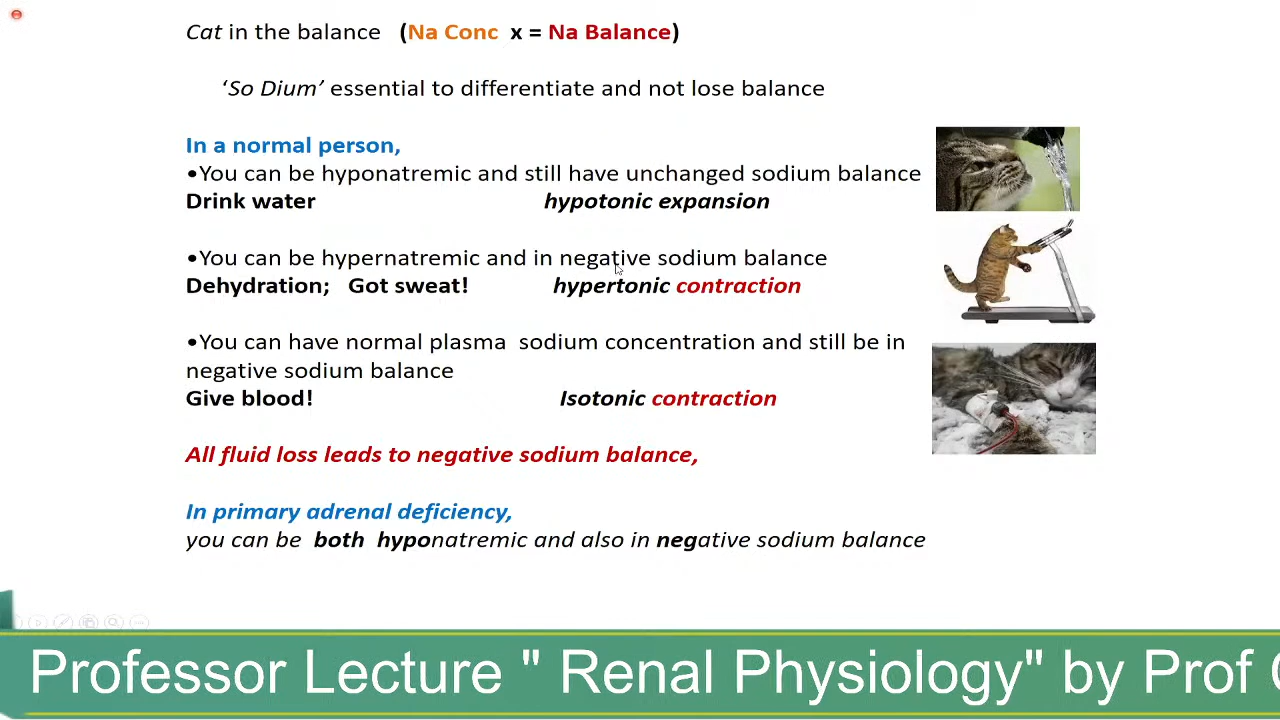 Cat in the balance (Na Conc x = Na Balance)
‘So Dium’ essential to differentiate and not lose balance
In a normal person,
•You can be hyponatremic and still have unchanged sodium balance
Drink water hypotonic expansion
•You can be hypernatremic and in negative sodium balance
Dehydration; Got sweat! hypertonic contraction
•You can have normal plasma sodium concentration and still be in
negative sodium balance
Give blood! Isotonic contraction
All fluid loss leads to negative sodium balance,
In primary adrenal deficiency,
you can be both hyponatremic and also in negative sodium balance
Professor Lecture " Renal Physiology" by Prof